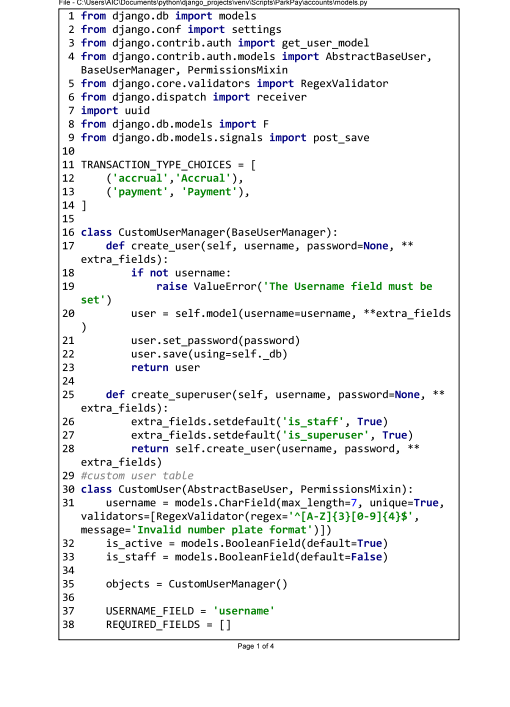 File - C:\Users\AIC\Documents\python\django_projects\venv\Scripts\ParkPay\accounts\models.py
1 from django.db import models
2 from django.conf import settings
3 from django.contrib.auth import get_user_model
4 from django.contrib.auth.models import AbstractBaseUser,
BaseUserManager, PermissionsMixin
5 from django.core.validators import RegexValidator
6 from django.dispatch import receiver
7 import uuid
8 from django.db.models import F
9 from django.db.models.signals import post_save
10
11 TRANSACTION_TYPE_CHOICES = [
12     ('accrual','Accrual'),
13     ('payment', 'Payment'),
14 ]
15
16 class CustomUserManager(BaseUserManager):
17     def create_user(self, username, password=None, **
extra_fields):
18         if not username:
19             raise ValueError('The Username field must be
set')
20         user = self.model(username=username, **extra_fields
)
21         user.set_password(password)
22         user.save(using=self._db)
23         return user
24
25     def create_superuser(self, username, password=None, **
extra_fields):
26         extra_fields.setdefault('is_staff', True)
27         extra_fields.setdefault('is_superuser', True)
28         return self.create_user(username, password, **
extra_fields)
29 #custom user table
30 class CustomUser(AbstractBaseUser, PermissionsMixin):
31     username = models.CharField(max_length=7, unique=True,
validators=[RegexValidator(regex='^[A-Z]{3}[0-9]{4}$',
message='Invalid number plate format')])
32     is_active = models.BooleanField(default=True)
33     is_staff = models.BooleanField(default=False)
34
35     objects = CustomUserManager()
36
37     USERNAME_FIELD = 'username'
38     REQUIRED_FIELDS = []
Page 1 of 4